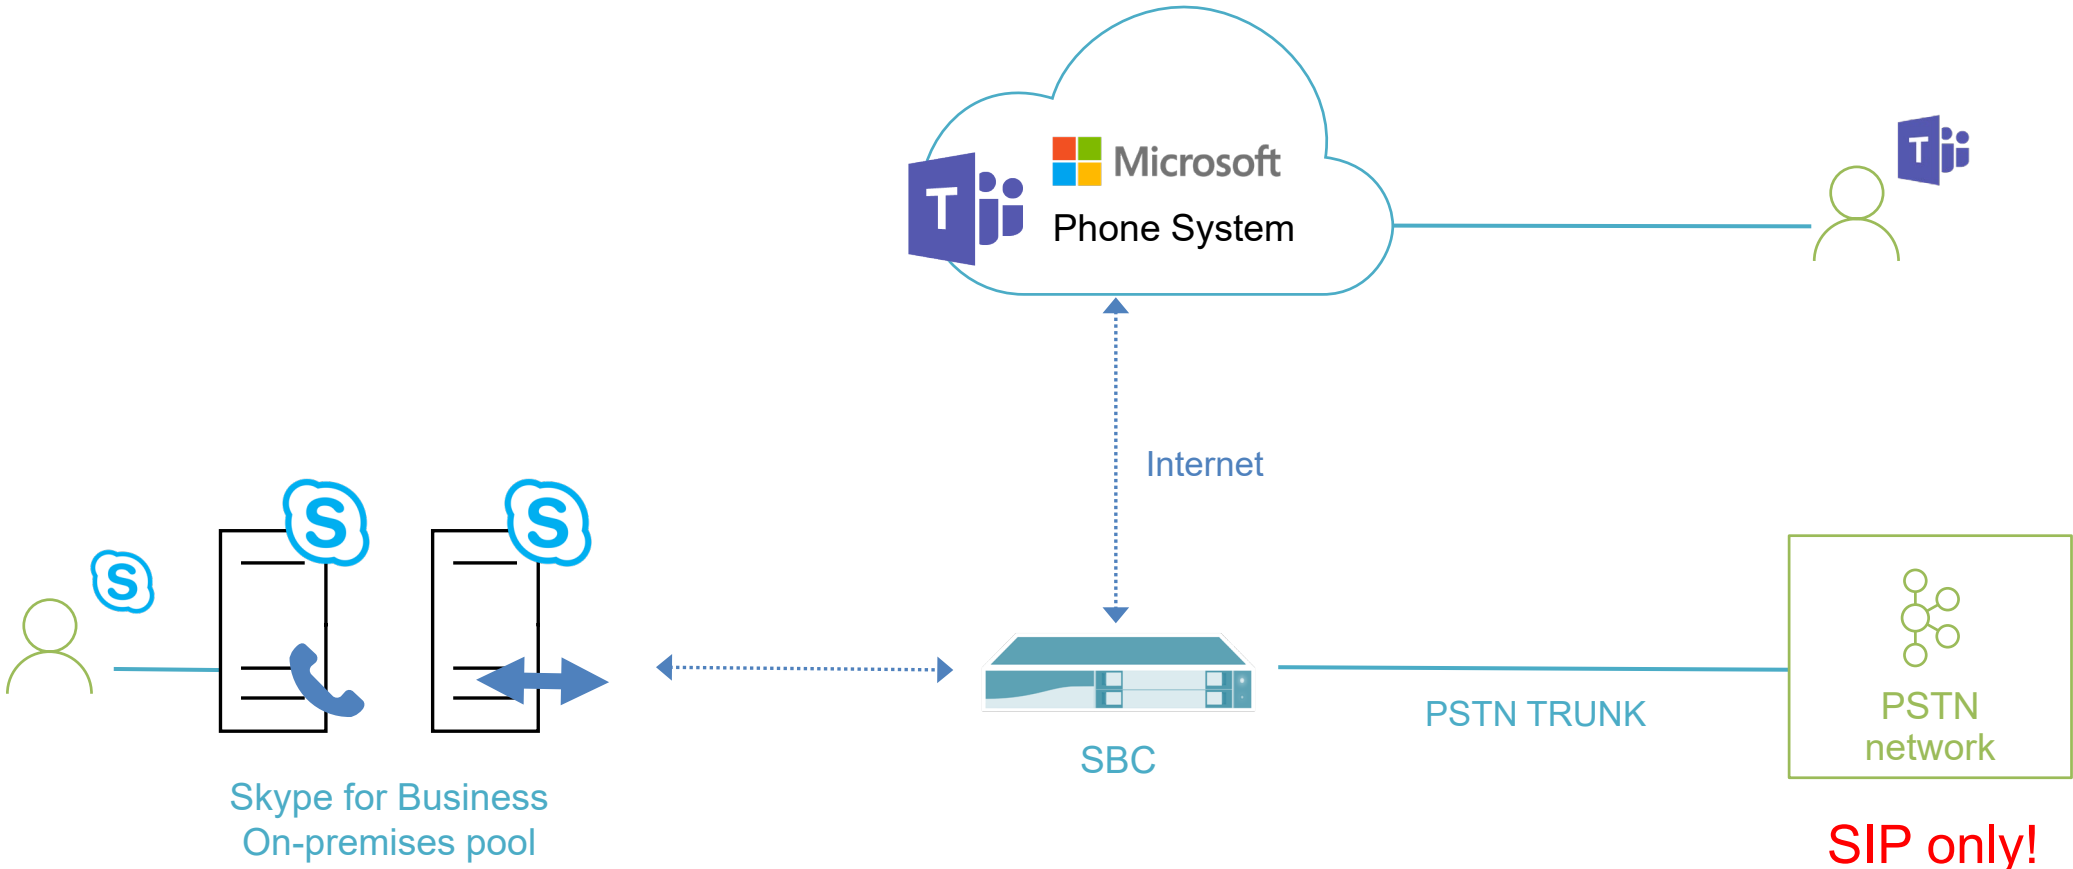 Microsoft
T
Phone System
T
Internet
S
S
S
PSTN
network
PSTN TRUNK
SBC
Skype for Business
On-premises pool
SIP only!